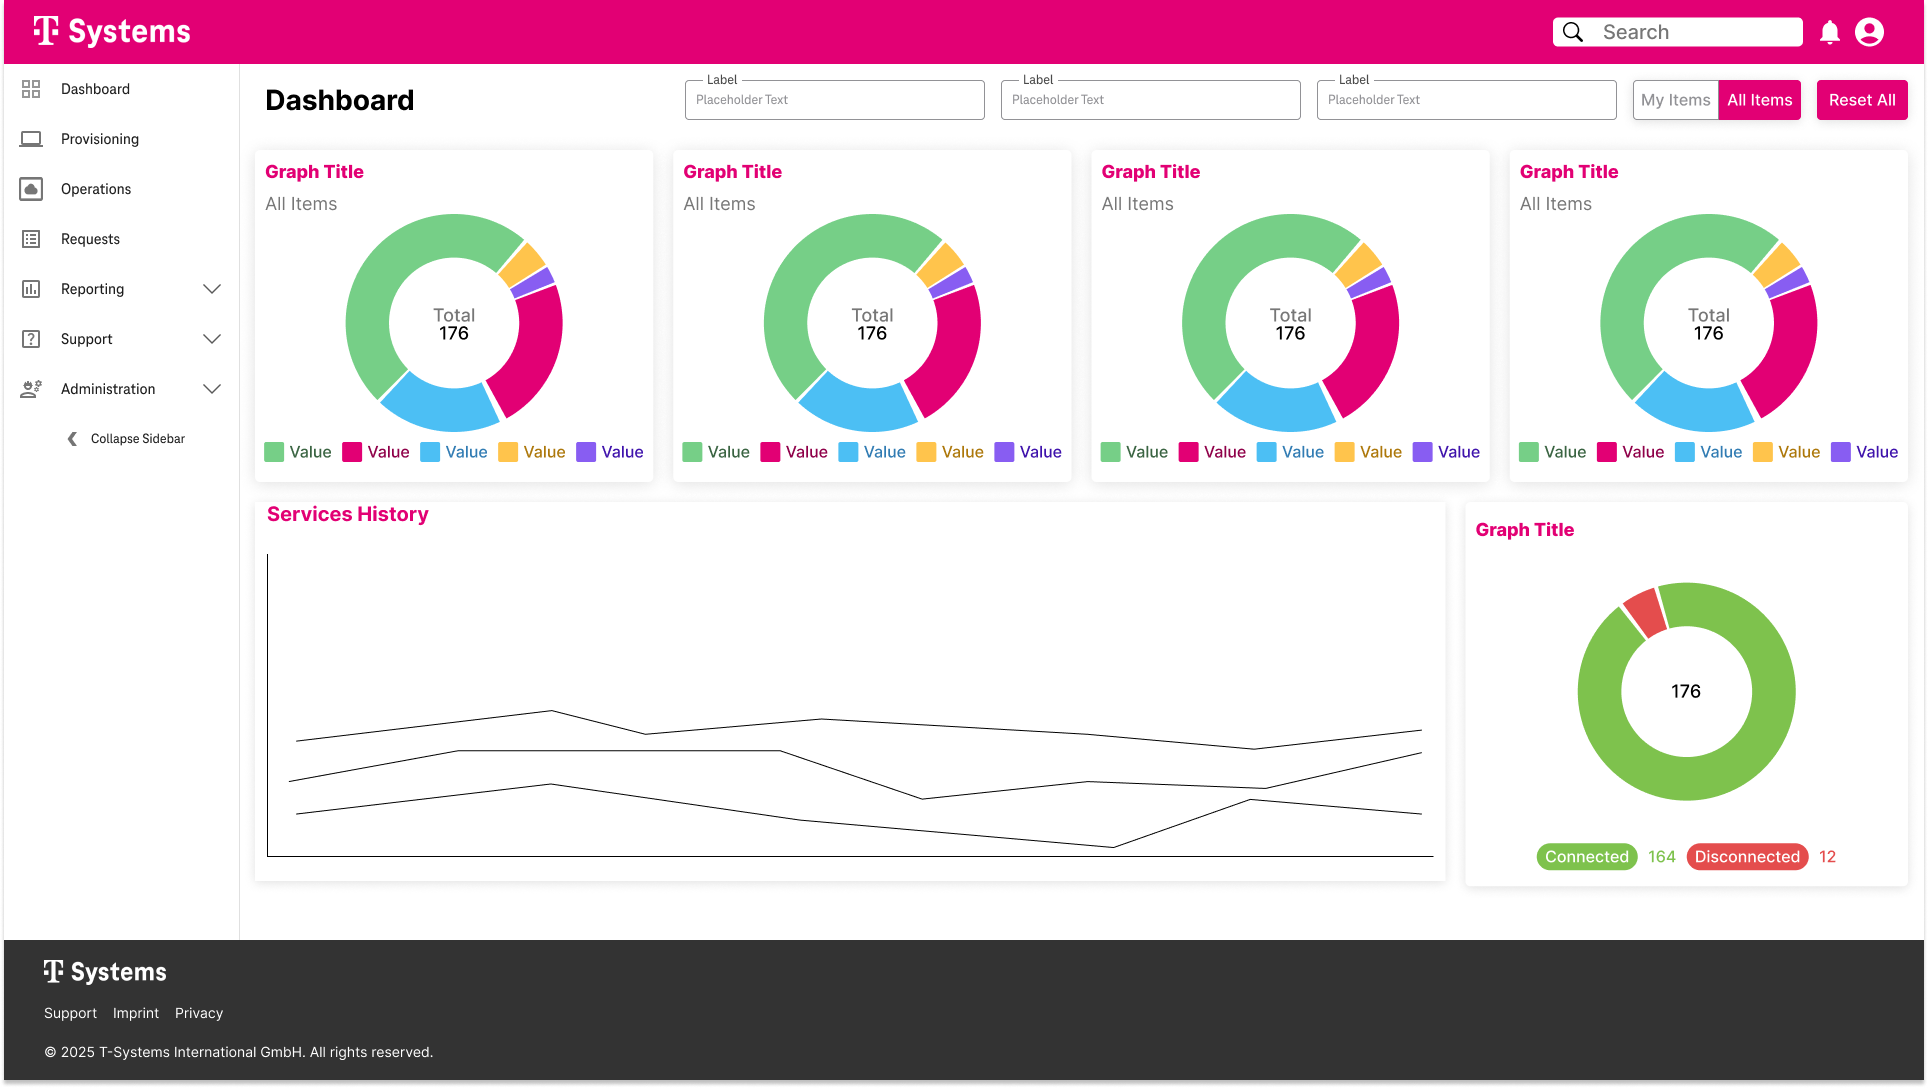 T Systems
Search
Dashboard
Provisioning
Operations
Requests
Reporting
Support
Administration
Collapse Sidebar
Dashboard
Label
Placeholder Text
Label
Placeholder Text
Label
Placeholder Text
My Items
All Items
Reset All
Graph Title
All Items
Total
176
Value Value Value Value Value
Graph Title
All Items
Total
176
Value Value Value Value Value
Graph Title
All Items
Total
176
Value Value Value Value Value
Graph Title
All Items
Total
176
Value Value Value Value Value
Services History
Graph Title
176
Connected 164 Disconnected 12
T Systems
Support Imprint Privacy
© 2025 T-Systems International GmbH. All rights reserved.